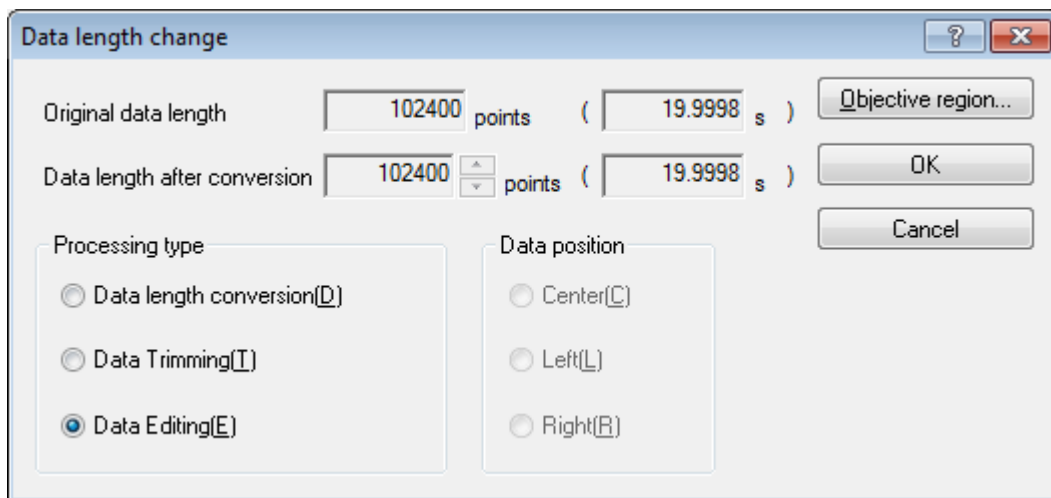 Data length change
Original data length 102400 points ( 19.9998 s ) Objective region...
Data length after conversion 102400 points ( 19.9998 s ) OK
Cancel
Processing type Data position
Data length conversion(D) Center(C)
Data Trimming(T) Left(L)
Data Editing(E) Right(R)